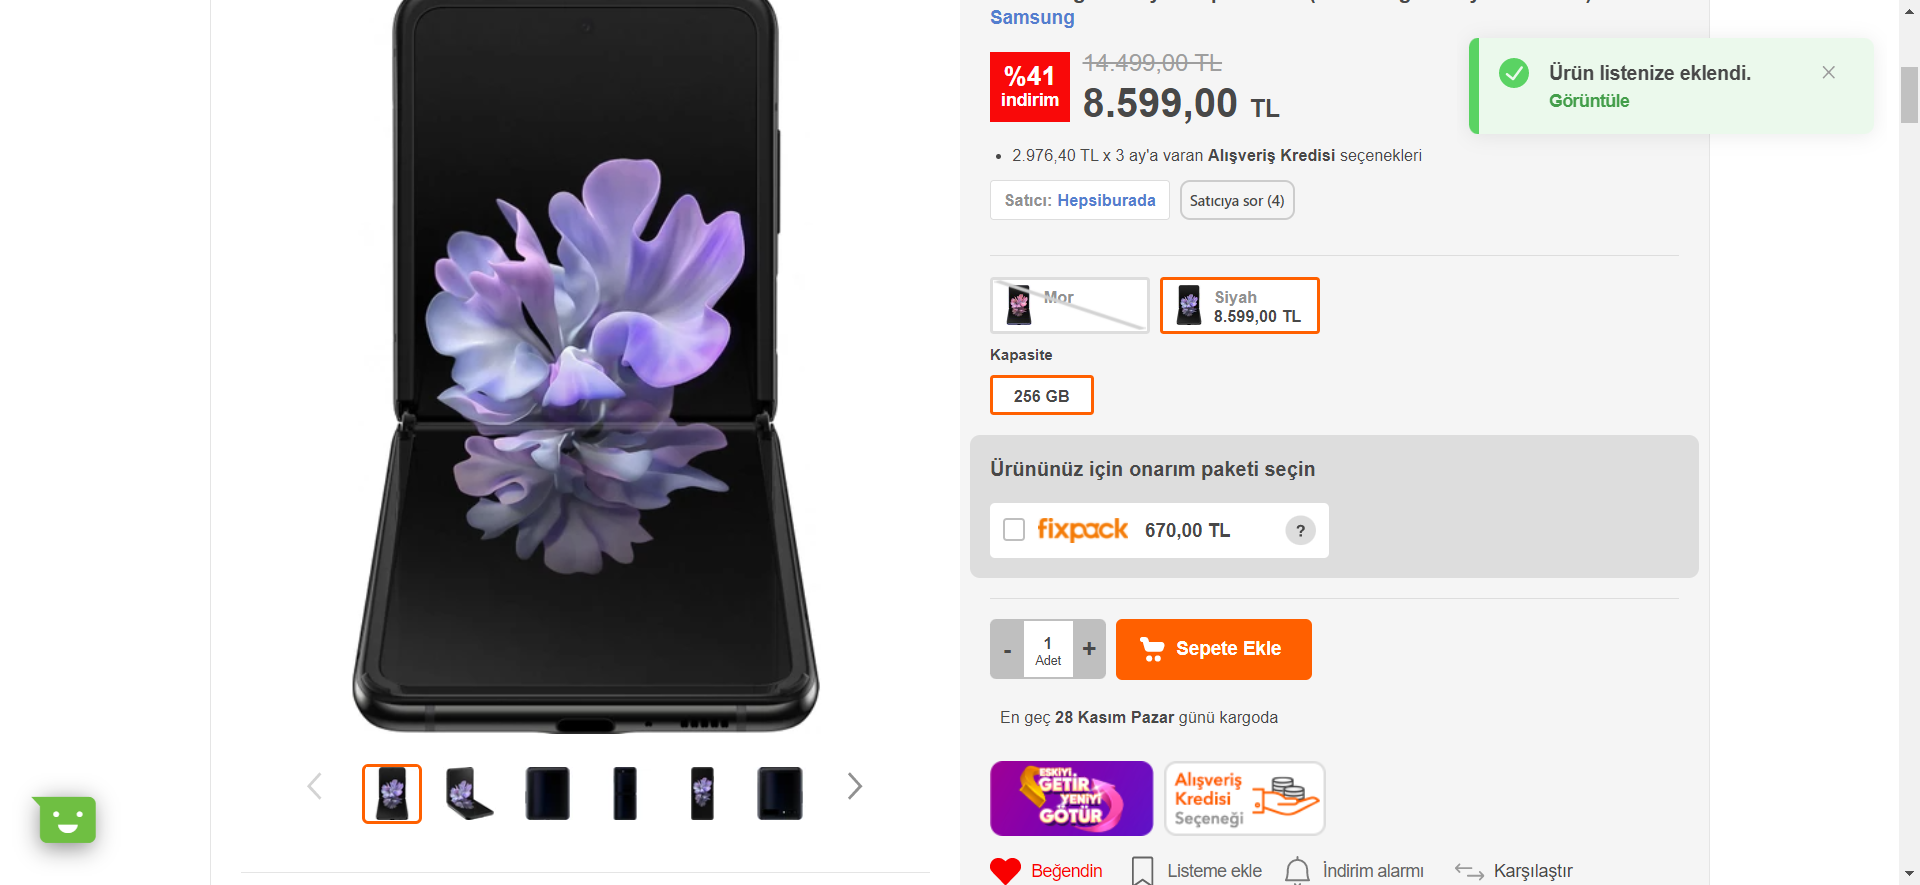 Samsung
%41
indirim
14.499,00 TL
8.599,00 TL
Ürün listenize eklendi.
Görüntüle
2.976,40 TL x 3 ay'a varan Alışveriş Kredisi seçenekleri
Satıcı: Hepsiburada
Satıcıya sor (4)
Mor
Siyah
8.599,00 TL
Kapasite
256 GB
Ürününüz için onarım paketi seçin
fixpack 670,00 TL ?
- 1 +
Adet
Sepete Ekle
En geç 28 Kasım Pazar günü kargoda
ESKİYİ
GETİR
YENİYİ
GÖTÜR
Alışveriş
Kredisi
Seçeneği
Beğendin
Listeme ekle
İndirim alarmı
Karşılaştır